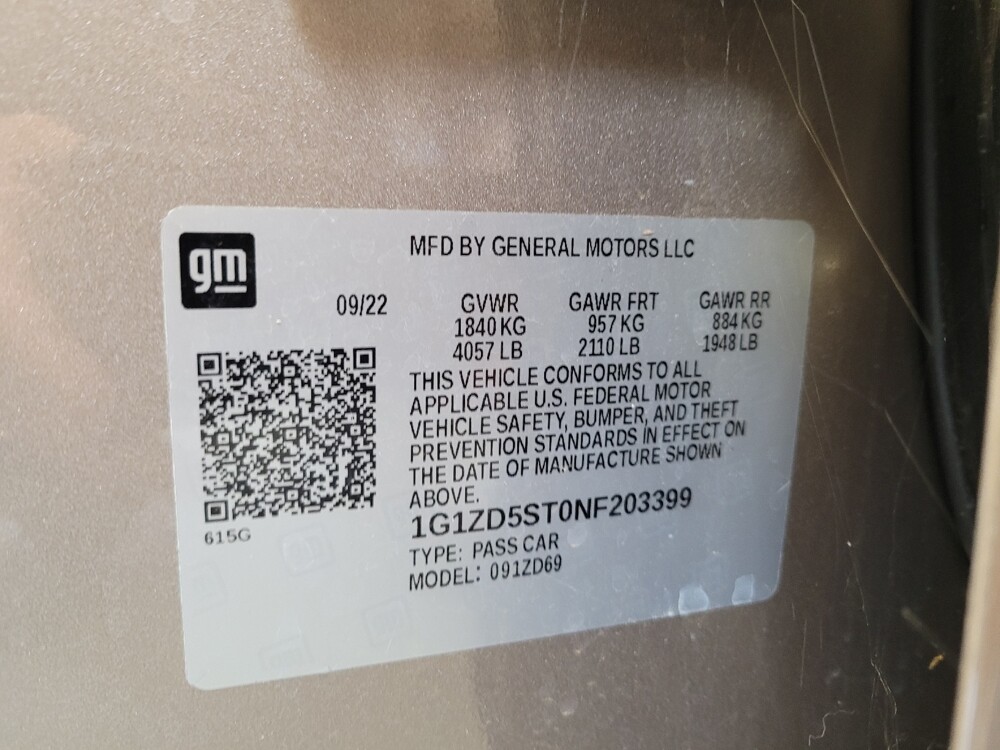 gm
MFD BY GENERAL MOTORS LLC
09/22 GVWR GAWR FRT GAWR RR
1840 KG 957 KG 884 KG
4057 LB 2110 LB 1948 LB
THIS VEHICLE CONFORMS TO ALL
APPLICABLE U.S. FEDERAL MOTOR
VEHICLE SAFETY, BUMPER, AND THEFT
PREVENTION STANDARDS IN EFFECT ON
THE DATE OF MANUFACTURE SHOWN
ABOVE.
1G1ZD5ST0NF203399
615G
TYPE: PASS CAR
MODEL: 091ZD69